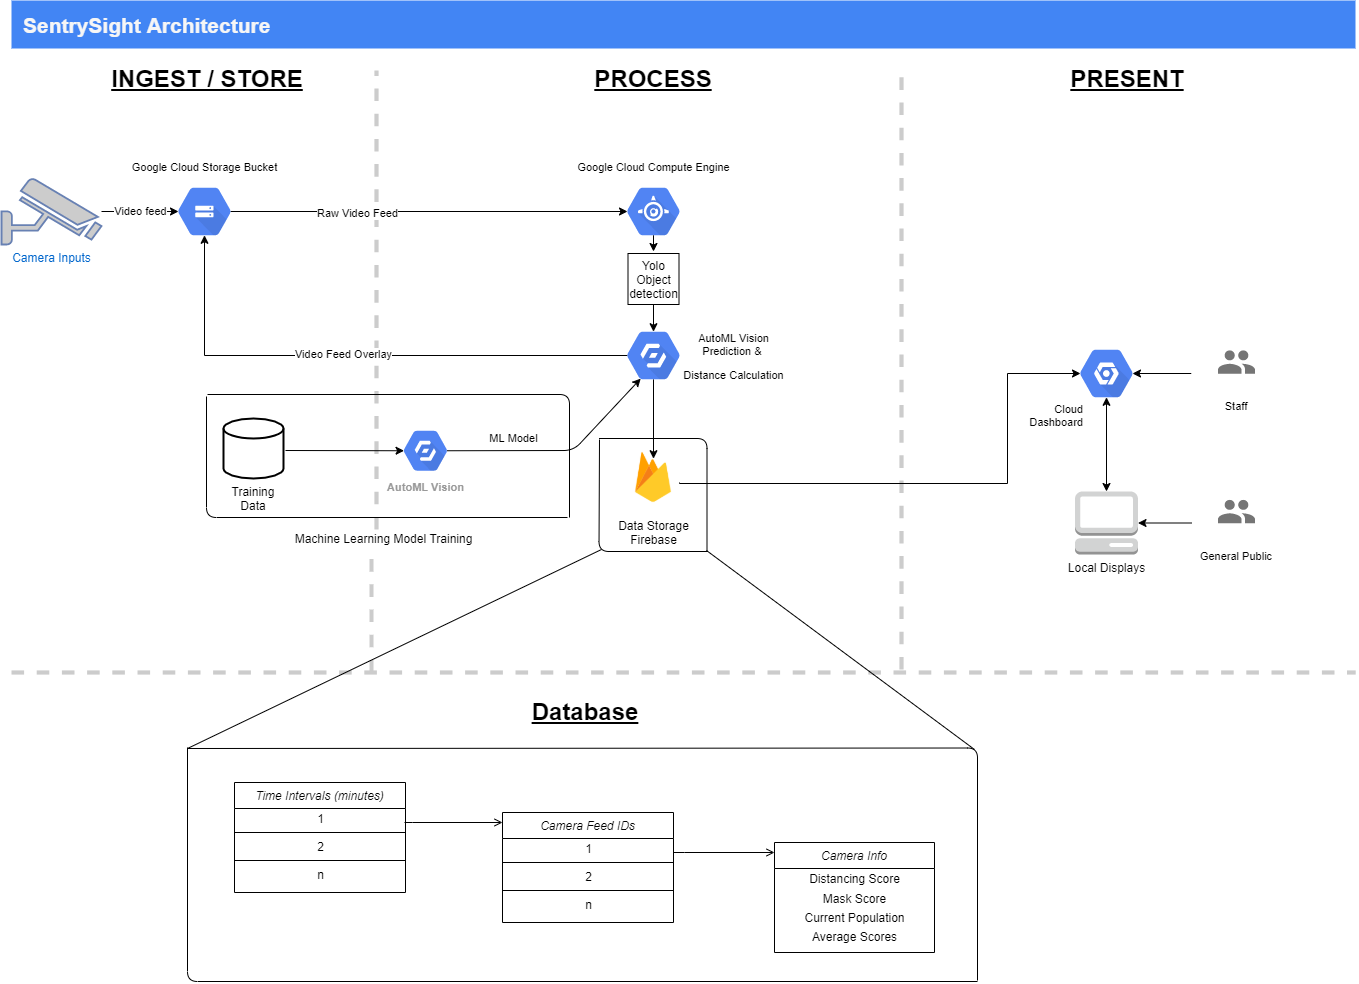 SentrySight Architecture
INGEST / STORE
PROCESS
PRESENT
Google Cloud Storage Bucket
Google Cloud Compute Engine
Video feed
Raw Video Feed
Camera Inputs
Yolo
Object
detection
AutoML Vision
Prediction &
Distance Calculation
Video Feed Overlay
Cloud
Dashboard
Staff
ML Model
Training
Data
AutoML Vision
Machine Learning Model Training
Data Storage
Firebase
General Public
Local Displays
Database
Time Intervals (minutes)
1
2
n
Camera Feed IDs
1
2
n
Camera Info
Distancing Score
Mask Score
Current Population
Average Scores